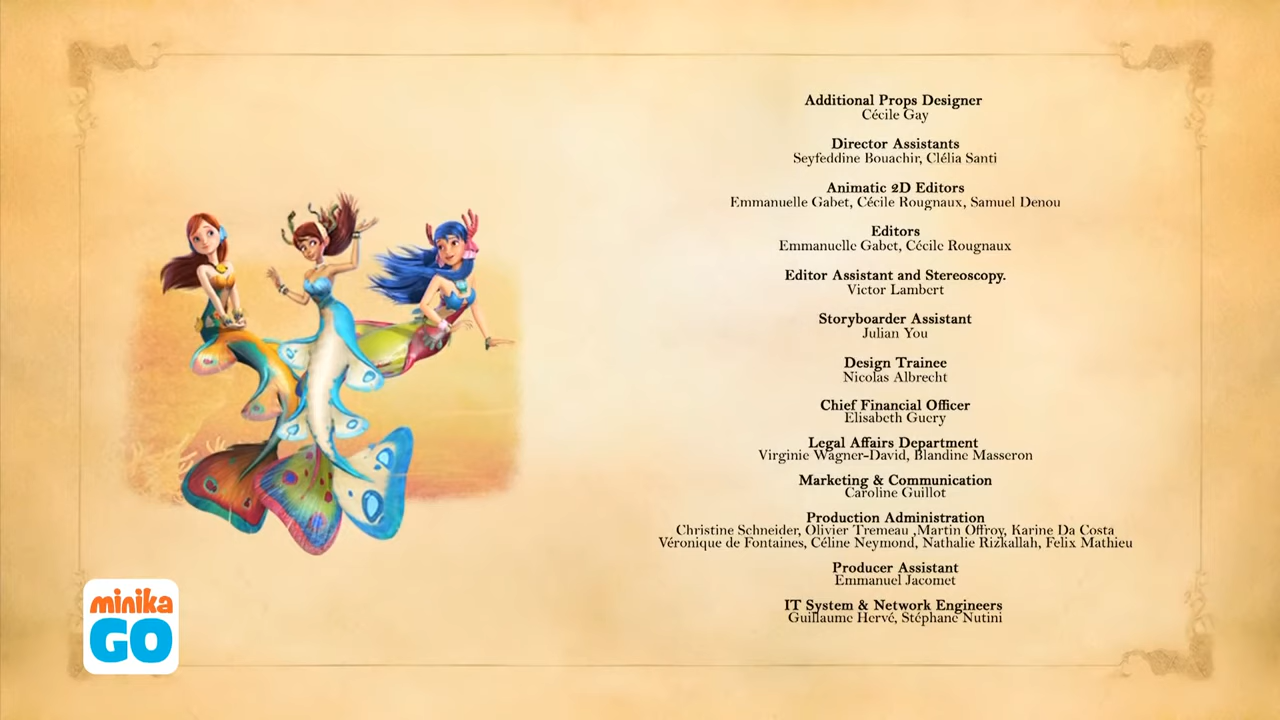 Additional Props Designer
Cécile Gay
Director Assistants
Seyfeddine Bouachir, Clélia Santi
Animatic 2D Editors
Emmanuelle Gabet, Cécile Rougnaux, Samuel Denou
Editors
Emmanuelle Gabet, Cécile Rougnaux
Editor Assistant and Stereoscopy.
Victor Lambert
Storyboarder Assistant
Julian You
Design Trainee
Nicolas Albrecht
Chief Financial Officer
Elisabeth Guery
Legal Affairs Department
Virginie Wagner-David, Blandine Masseron
Marketing & Communication
Caroline Guillot
Production Administration
Christine Schneider, Olivier Tremeau ,Martin Offroy, Karine Da Costa
Véronique de Fontaines, Céline Neymond, Nathalie Rizkallah, Felix Mathieu
Producer Assistant
Emmanuel Jacomet
IT System & Network Engineers
Guillaume Hervé, Stéphane Nutini
minika
GO